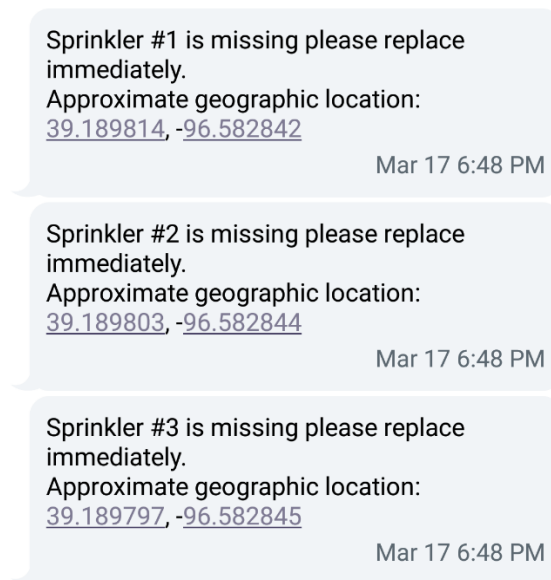 Sprinkler #1 is missing please replace
immediately.
Approximate geographic location:
39.189814, -96.582842
Mar 17 6:48 PM
Sprinkler #2 is missing please replace
immediately.
Approximate geographic location:
39.189803, -96.582844
Mar 17 6:48 PM
Sprinkler #3 is missing please replace
immediately.
Approximate geographic location:
39.189797, -96.582845
Mar 17 6:48 PM